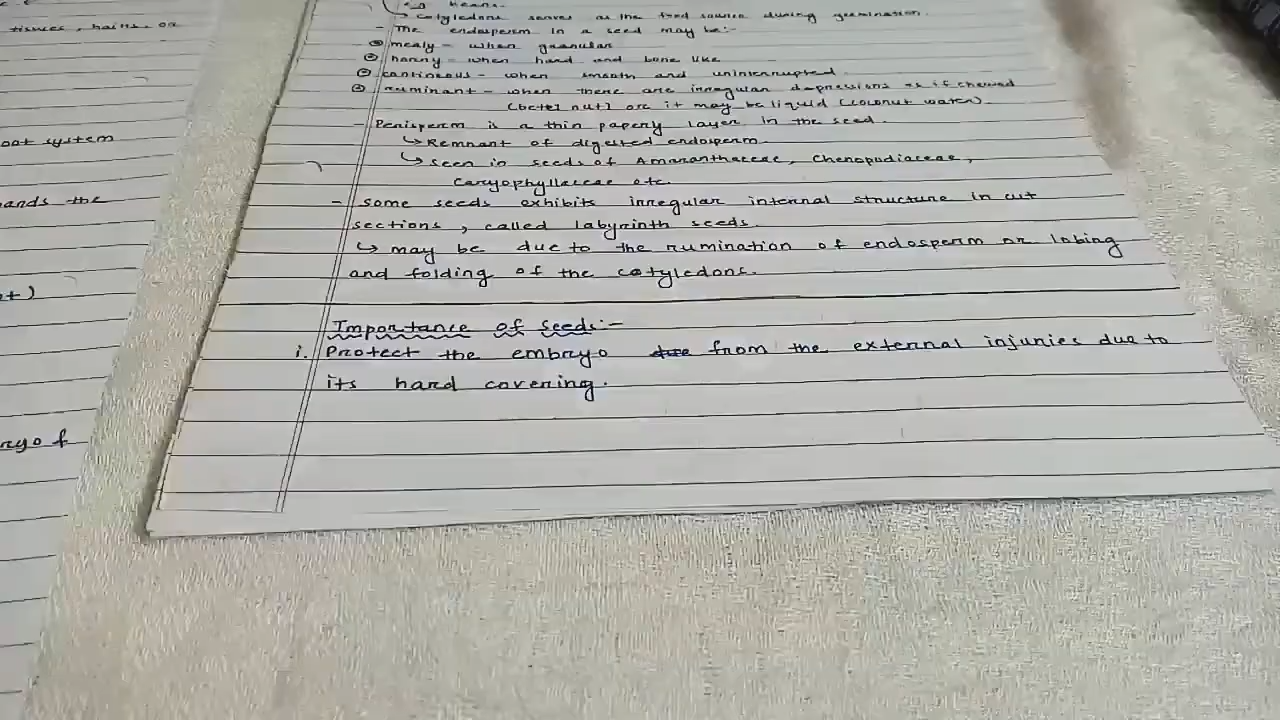 tissues, hairs. or
oot system
ands the
ryo f
beans.
↳ cotyledons serves as the food source during germination.
- The endosperm in a seed may be:-
mealy - when granular
horny - when hard and bone like
contineous - when smooth and uninterrupted.
ruminant - when there are irregular depressions as if chewed
(betel nut) or it may be liquid (coconut water).
- Perisperm is a thin papery layer in the seed.
↳ Remnant of digested endosperm.
↳ seen in seeds of Amaranthaceae, Chenopodiaceae,
Caryophyllaceae etc.
- some seeds exhibits irregular internal structure in cut
sections, called labyrinth seeds.
↳ may be due to the rumination of endosperm or lobing
and folding of the cotyledons.
Importance of seeds:-
i. Protect the embryo from the external injuries due to
its hard covering.